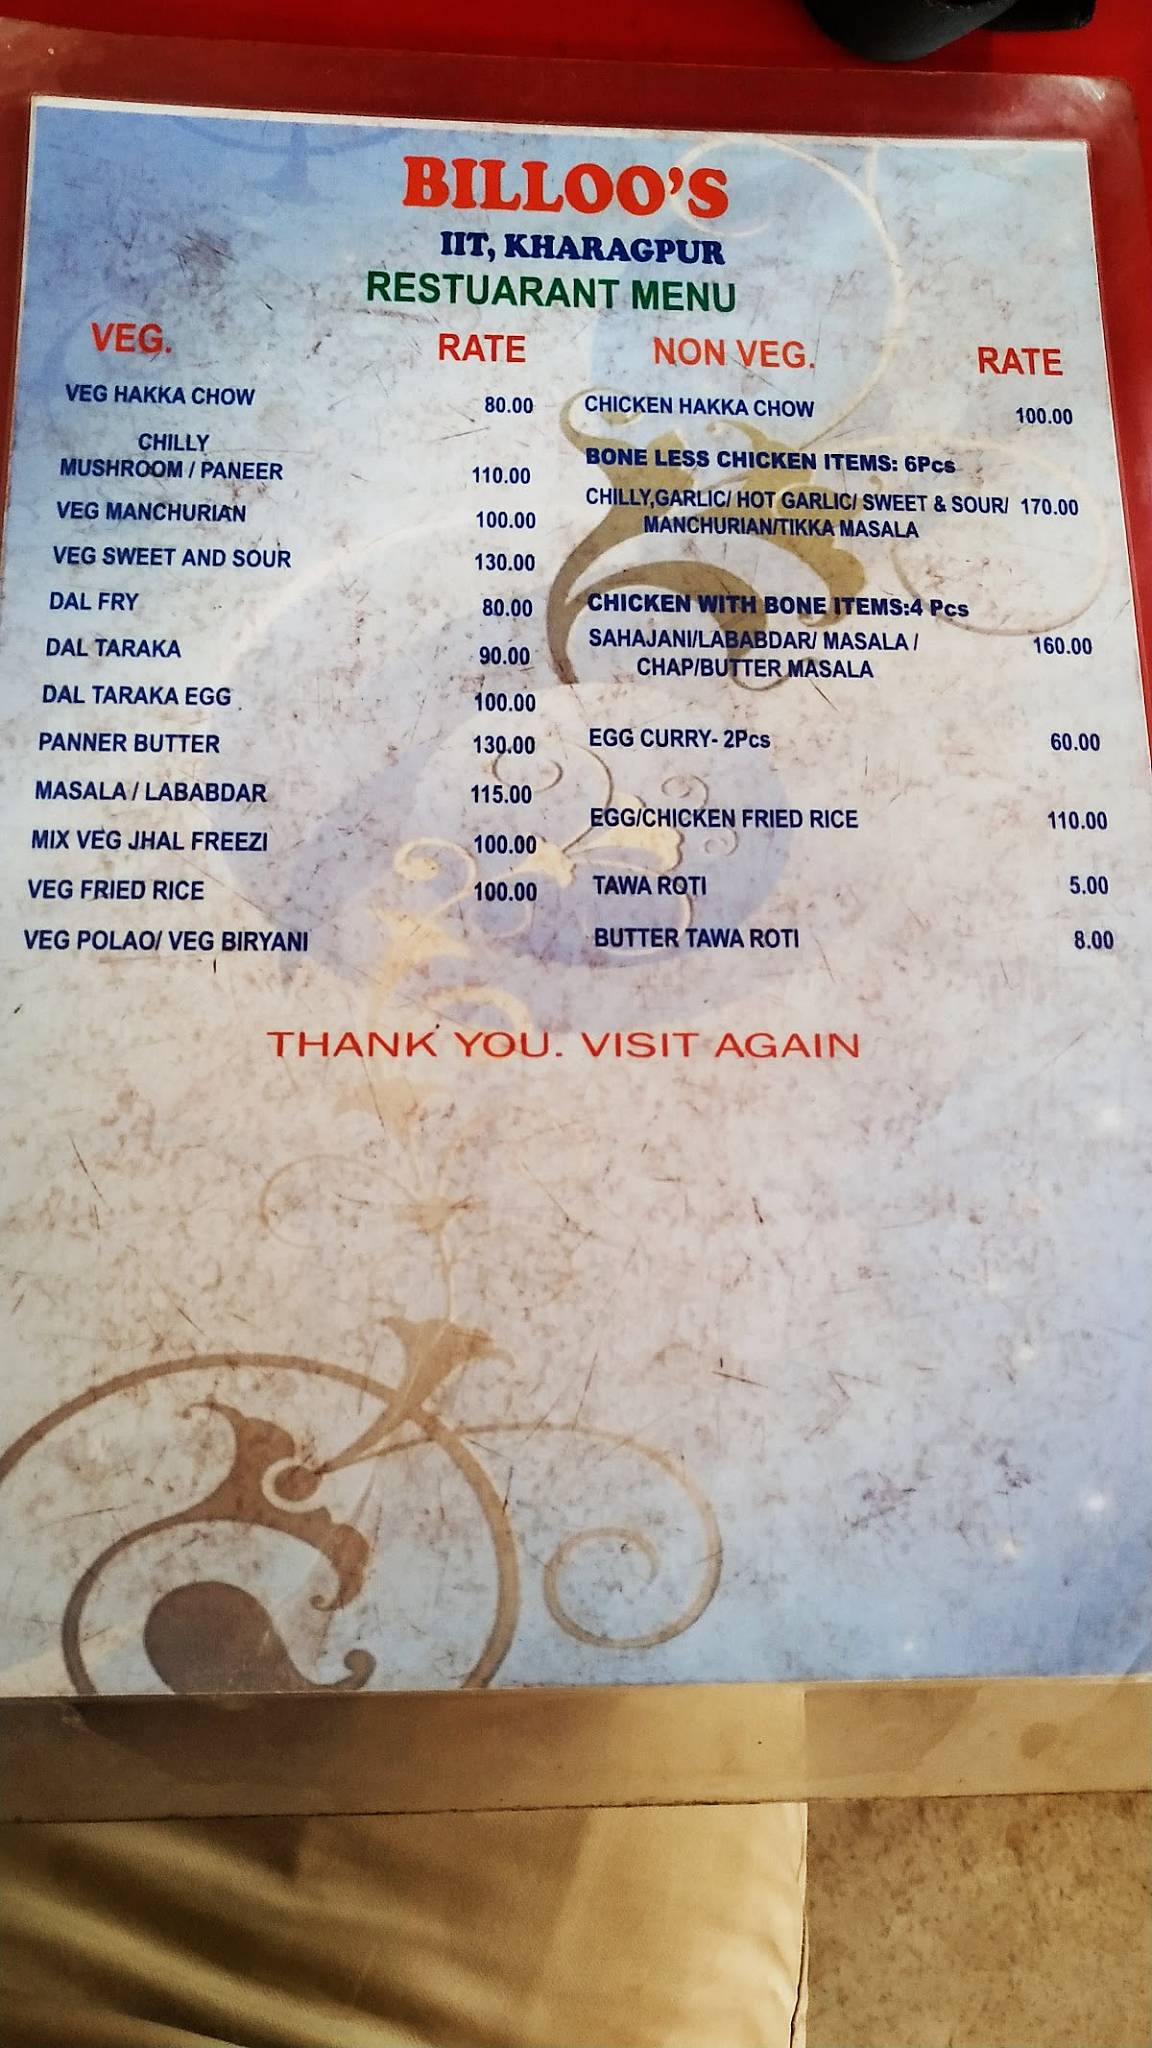 BILLOO'S
IIT, KHARAGPUR
RESTUARANT MENU
VEG. RATE
VEG HAKKA CHOW 80.00
CHILLY
MUSHROOM / PANEER 110.00
VEG MANCHURIAN 100.00
VEG SWEET AND SOUR 130.00
DAL FRY 80.00
DAL TARAKA 90.00
DAL TARAKA EGG 100.00
PANNER BUTTER 130.00
MASALA / LABABDAR 115.00
MIX VEG JHAL FREEZI 100.00
VEG FRIED RICE 100.00
VEG POLAO/ VEG BIRYANI
NON VEG. RATE
CHICKEN HAKKA CHOW 100.00
BONE LESS CHICKEN ITEMS: 6Pcs
CHILLY,GARLIC/ HOT GARLIC/ SWEET & SOUR/ 170.00
MANCHURIAN/TIKKA MASALA
CHICKEN WITH BONE ITEMS:4 Pcs
SAHAJANI/LABABDAR/ MASALA / 160.00
CHAP/BUTTER MASALA
EGG CURRY- 2Pcs 60.00
EGG/CHICKEN FRIED RICE 110.00
TAWA ROTI 5.00
BUTTER TAWA ROTI 8.00
THANK YOU. VISIT AGAIN